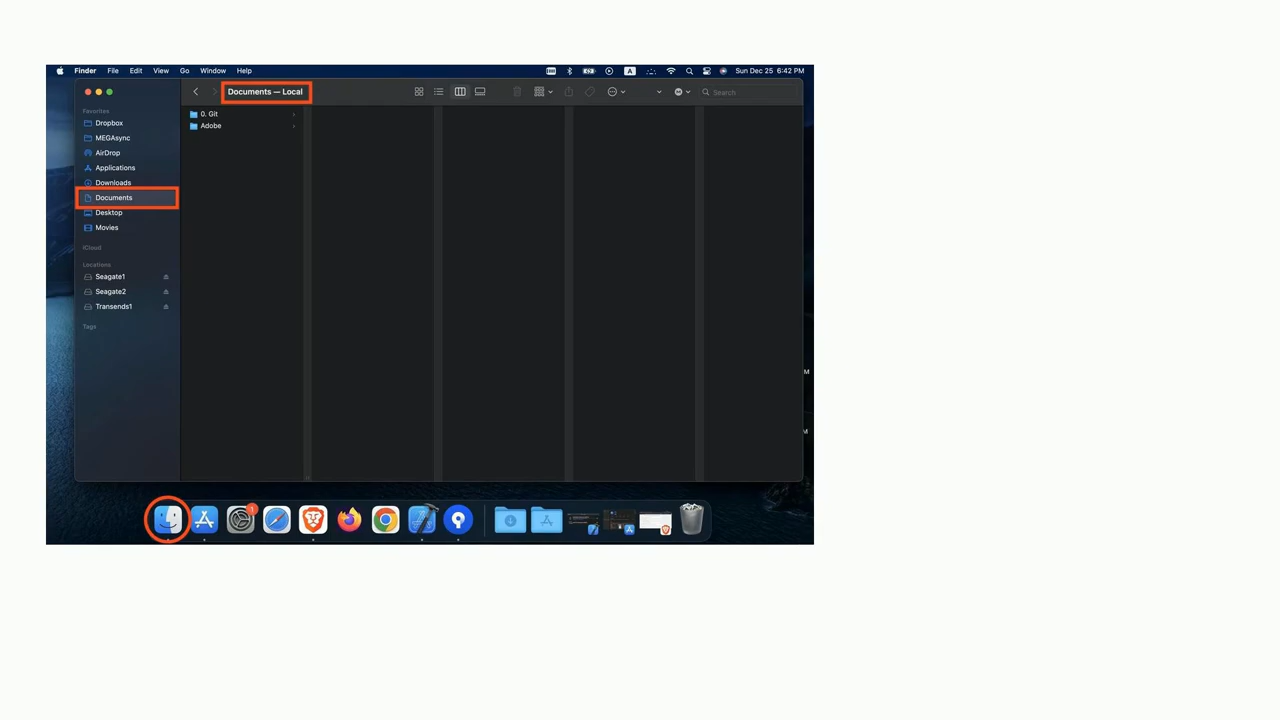 Finder File Edit View Go Window Help A Sun Dec 25 6:42 PM
Documents — Local Search
Favorites
Dropbox
MEGAsync
AirDrop
Applications
Downloads
Documents
Desktop
Movies
iCloud
Locations
Seagate1
Seagate2
Transends1
Tags
0. Git
Adobe
M
M
1